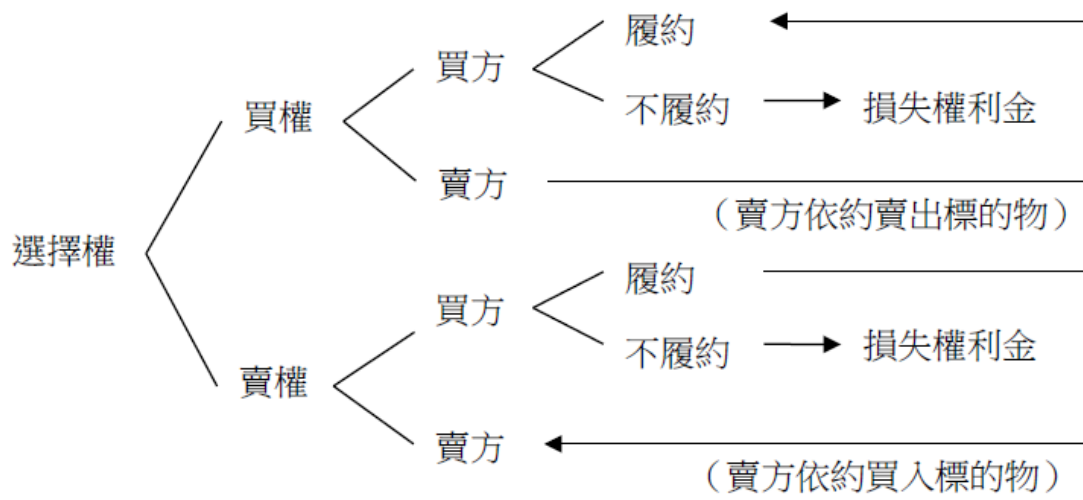 履約
買方
不履約
損失權利金
買權
賣方
（賣方依約賣出標的物）
選擇權
履約
買方
不履約
損失權利金
賣權
賣方
（賣方依約買入標的物）